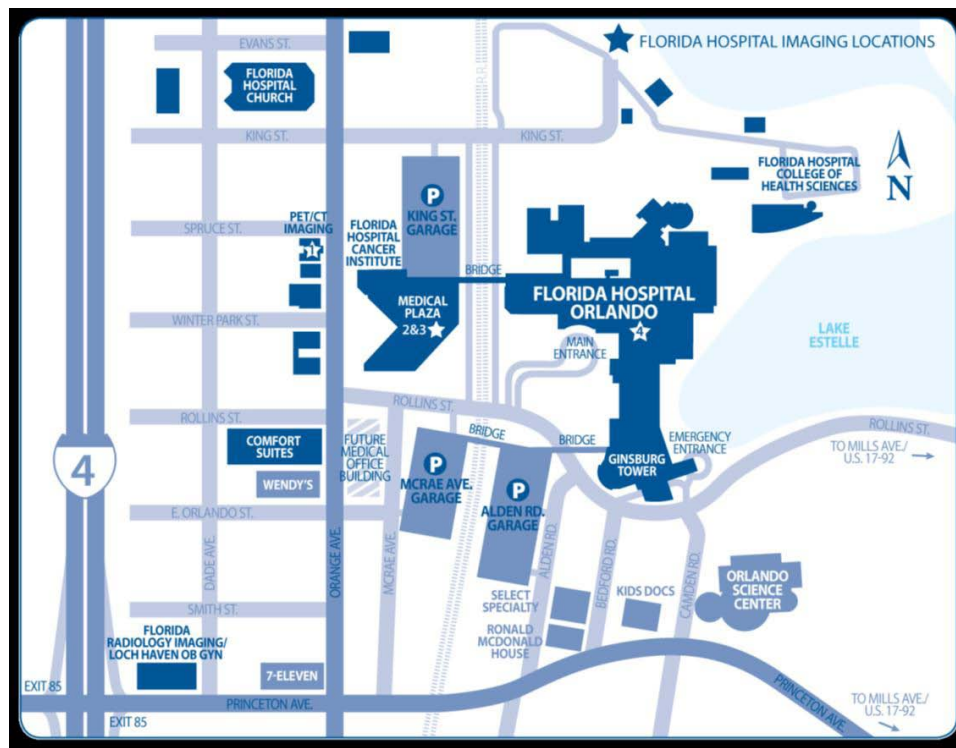 EVANS ST.
FLORIDA HOSPITAL IMAGING LOCATIONS
FLORIDA
HOSPITAL
CHURCH
R.R.
KING ST.
KING ST.
FLORIDA HOSPITAL
COLLEGE OF
HEALTH SCIENCES
N
P
KING ST.
GARAGE
PET/CT
IMAGING
1
SPRUCE ST.
FLORIDA
HOSPITAL
CANCER
INSTITUTE
BRIDGE
MEDICAL
PLAZA
2&3
FLORIDA HOSPITAL
ORLANDO
4
WINTER PARK ST.
MAIN
ENTRANCE
LAKE
ESTELLE
ROLLINS ST.
ROLLINS ST.
ROLLINS ST.
TO MILLS AVE./
U.S. 17-92
BRIDGE
BRIDGE
EMERGENCY
ENTRANCE
GINSBURG
TOWER
COMFORT
SUITES
FUTURE
MEDICAL
OFFICE
BUILDING
4
P
MCRAE AVE.
GARAGE
WENDY'S
P
ALDEN RD.
GARAGE
E. ORLANDO ST.
DADE AVE.
ORANGE AVE.
MCRAE AVE.
ALDEN RD.
BEDFORD RD.
CAMDEN RD.
ORLANDO
SCIENCE
CENTER
SELECT
SPECIALTY
KIDS DOCS
RONALD
MCDONALD
HOUSE
SMITH ST.
FLORIDA
RADIOLOGY IMAGING/
LOCH HAVEN OB GYN
7-ELEVEN
EXIT 85
EXIT 85
PRINCETON AVE.
PRINCETON AVE.
TO MILLS AVE./
U.S. 17-92